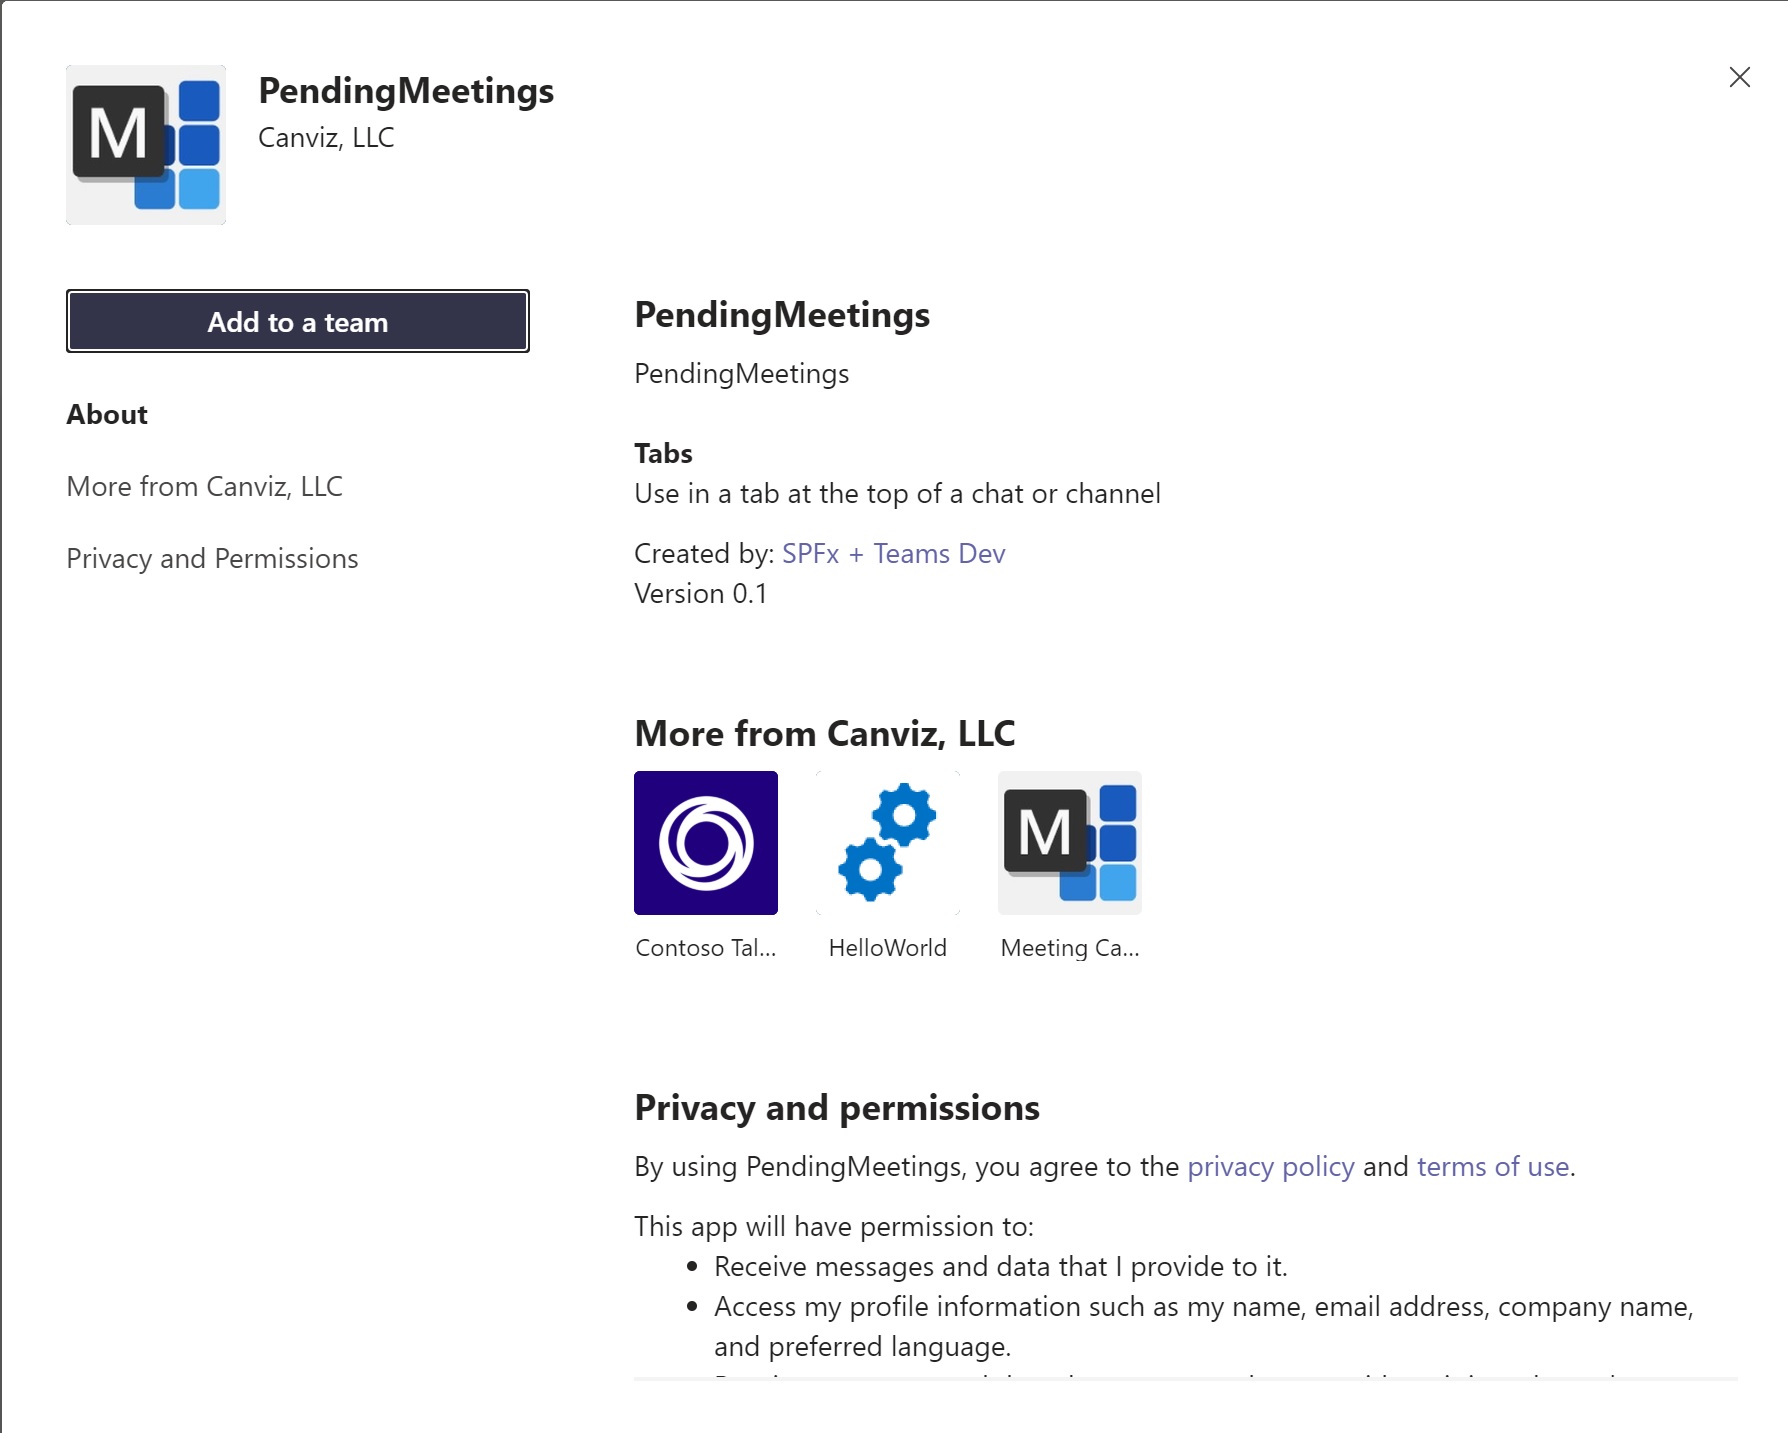 M
PendingMeetings
Canviz, LLC
Add to a team
About
More from Canviz, LLC
Privacy and Permissions
PendingMeetings
PendingMeetings
Tabs
Use in a tab at the top of a chat or channel
Created by: SPFx + Teams Dev
Version 0.1
More from Canviz, LLC
M
Contoso Tal... HelloWorld Meeting Ca...
Privacy and permissions
By using PendingMeetings, you agree to the privacy policy and terms of use.
This app will have permission to:
• Receive messages and data that I provide to it.
• Access my profile information such as my name, email address, company name,
and preferred language.